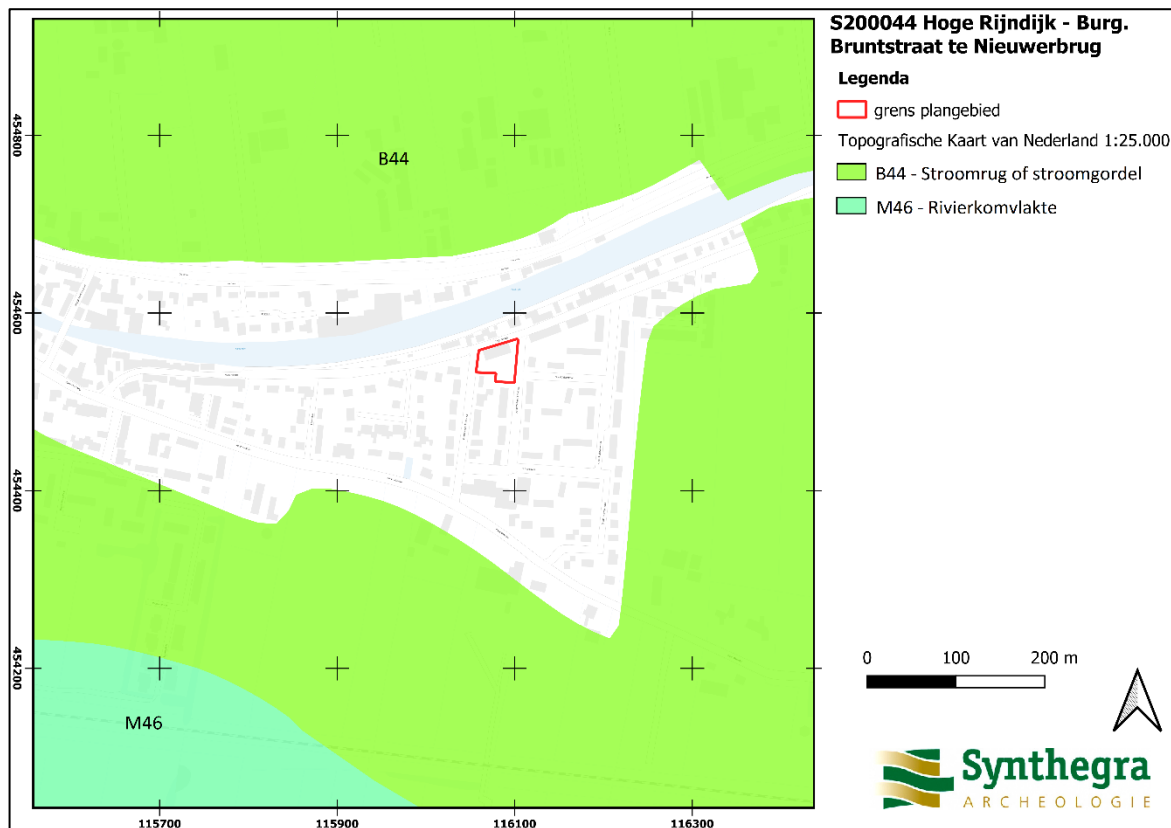 S200044 Hoge Rijndijk - Burg.
Bruntstraat te Nieuwerbrug
Legenda
grens plangebied
Topografische Kaart van Nederland 1:25.000
B44 - Stroomrug of stroomgordel
M46 - Rivierkomvlakte
B44
M46
454800
454600
454400
454200
115700
115900
116100
116300
0
100
200 m
Synthegra
ARCHEOLOGIE